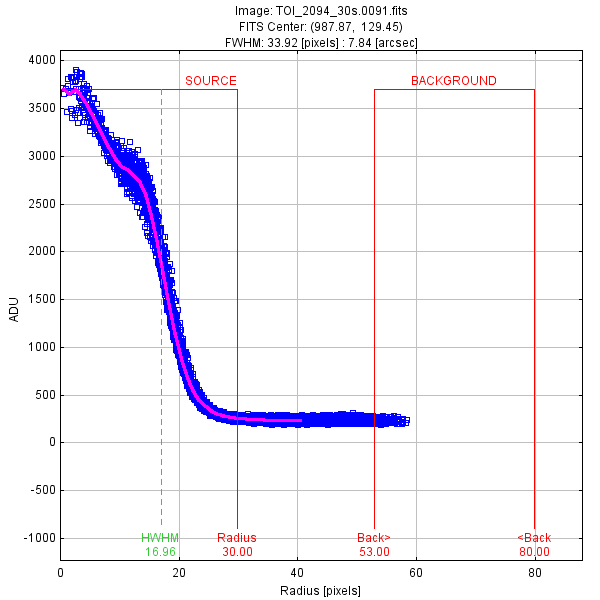 Image: TOI_2094_30s.0091.fits
FITS Center: (987.87, 129.45)
FWHM: 33.92 [pixels] : 7.84 [arcsec]
SOURCE
BACKGROUND
4000
3500
3000
2500
2000
1500
1000
500
0
-500
-1000
ADU
HWHM
16.96
Radius
30.00
Back>
53.00
<Back
80.00
0
20
40
60
80
Radius [pixels]